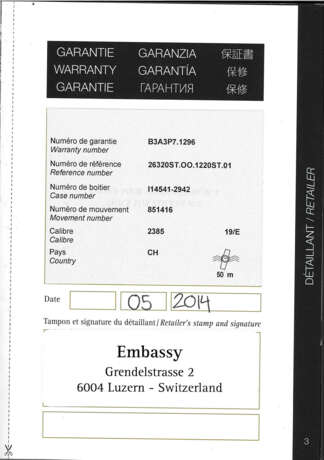 GARANTIE GARANZIA 保証書
WARRANTY GARANTÍA 保修
GARANTIE ГАРАНТИЯ 保修
Numéro de garantie B3A3P7.1296
Warranty number
Numéro de référence 26320ST.OO.1220ST.01
Reference number
Numéro de boitier I14541-2942
Case number
Numéro de mouvement 851416
Movement number
Calibre 2385 19/E
Calibre
Pays CH
Country
50 m
Date 05 2014
Tampon et signature du détaillant / Retailer's stamp and signature
Embassy
Grendelstrasse 2
6004 Luzern - Switzerland
DÉTAILLANT / RETAILER
3